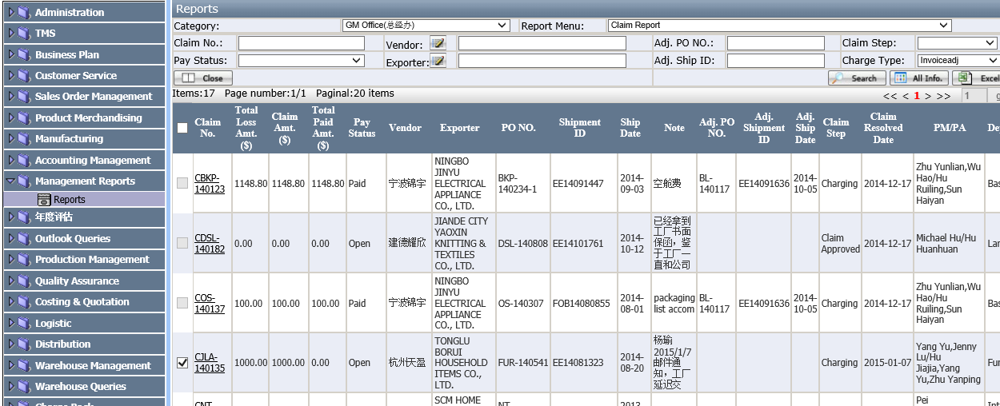 Administration
TMS
Business Plan
Customer Service
Sales Order Management
Product Merchandising
Manufacturing
Accounting Management
Management Reports
Reports
年度评估
Outlook Queries
Production Management
Quality Assurance
Costing & Quotation
Logistic
Distribution
Warehouse Management
Warehouse Queries
Reports
Category: GM Office(总经办) Report Menu: Claim Report
Claim No.: Vendor: Adj. PO NO.: Claim Step:
Pay Status: Exporter: Adj. Ship ID: Charge Type: Invoiceadj
Close Search All Info. Excel
Items:17 Page number:1/1 Paginal:20 items << < 1 > >> 1
Claim No. Total Loss Amt. ($) Claim Amt. ($) Total Paid Amt. ($) Pay Status Vendor Exporter PO NO. Shipment ID Ship Date Note Adj. PO NO. Adj. Shipment ID Adj. Ship Date Claim Step Claim Resolved Date PM/PA De
CBKP-140123 1148.80 1148.80 1148.80 Paid 宁波锦宇 NINGBO JINYU ELECTRICAL APPLIANCE CO., LTD. BKP-140234-1 EE14091447 2014-09-03 空舱费 BL-140117 EE14091636 2014-10-05 Charging 2014-12-17 Zhu Yunlian,Wu Hao/Hu Ruiling,Sun Haiyan Bas
CDSL-140182 0.00 0.00 0.00 Open 建德耀欣 JIANDE CITY YAOXIN KNITTING & TEXTILES CO., LTD. DSL-140808 EE14101761 2014-10-12 已经拿到工厂书面保函，鉴于工厂一直和公司 Claim Approved 2014-12-17 Michael Hu/Hu Huanhuan Lar
COS-140137 100.00 100.00 100.00 Paid 宁波锦宇 NINGBO JINYU ELECTRICAL APPLIANCE CO., LTD. OS-140307 FOB14080855 2014-08-01 packaging list accom BL-140117 EE14091636 2014-10-05 Charging 2014-12-17 Zhu Yunlian,Wu Hao/Hu Ruiling,Sun Haiyan Bas
CJLA-140135 1000.00 1000.00 0.00 Open 杭州天盈 TONGLU BORUI HOUSEHOLD ITEMS CO., LTD. FUR-140541 EE14081323 2014-08-20 杨瑜 2015/1/7 邮件通知，工厂延迟交 Charging 2015-01-07 Yang Yu,Jenny Lu/Hu Jiajia,Yang Yu,Zhu Yanping Fur
SCM HOME Pei